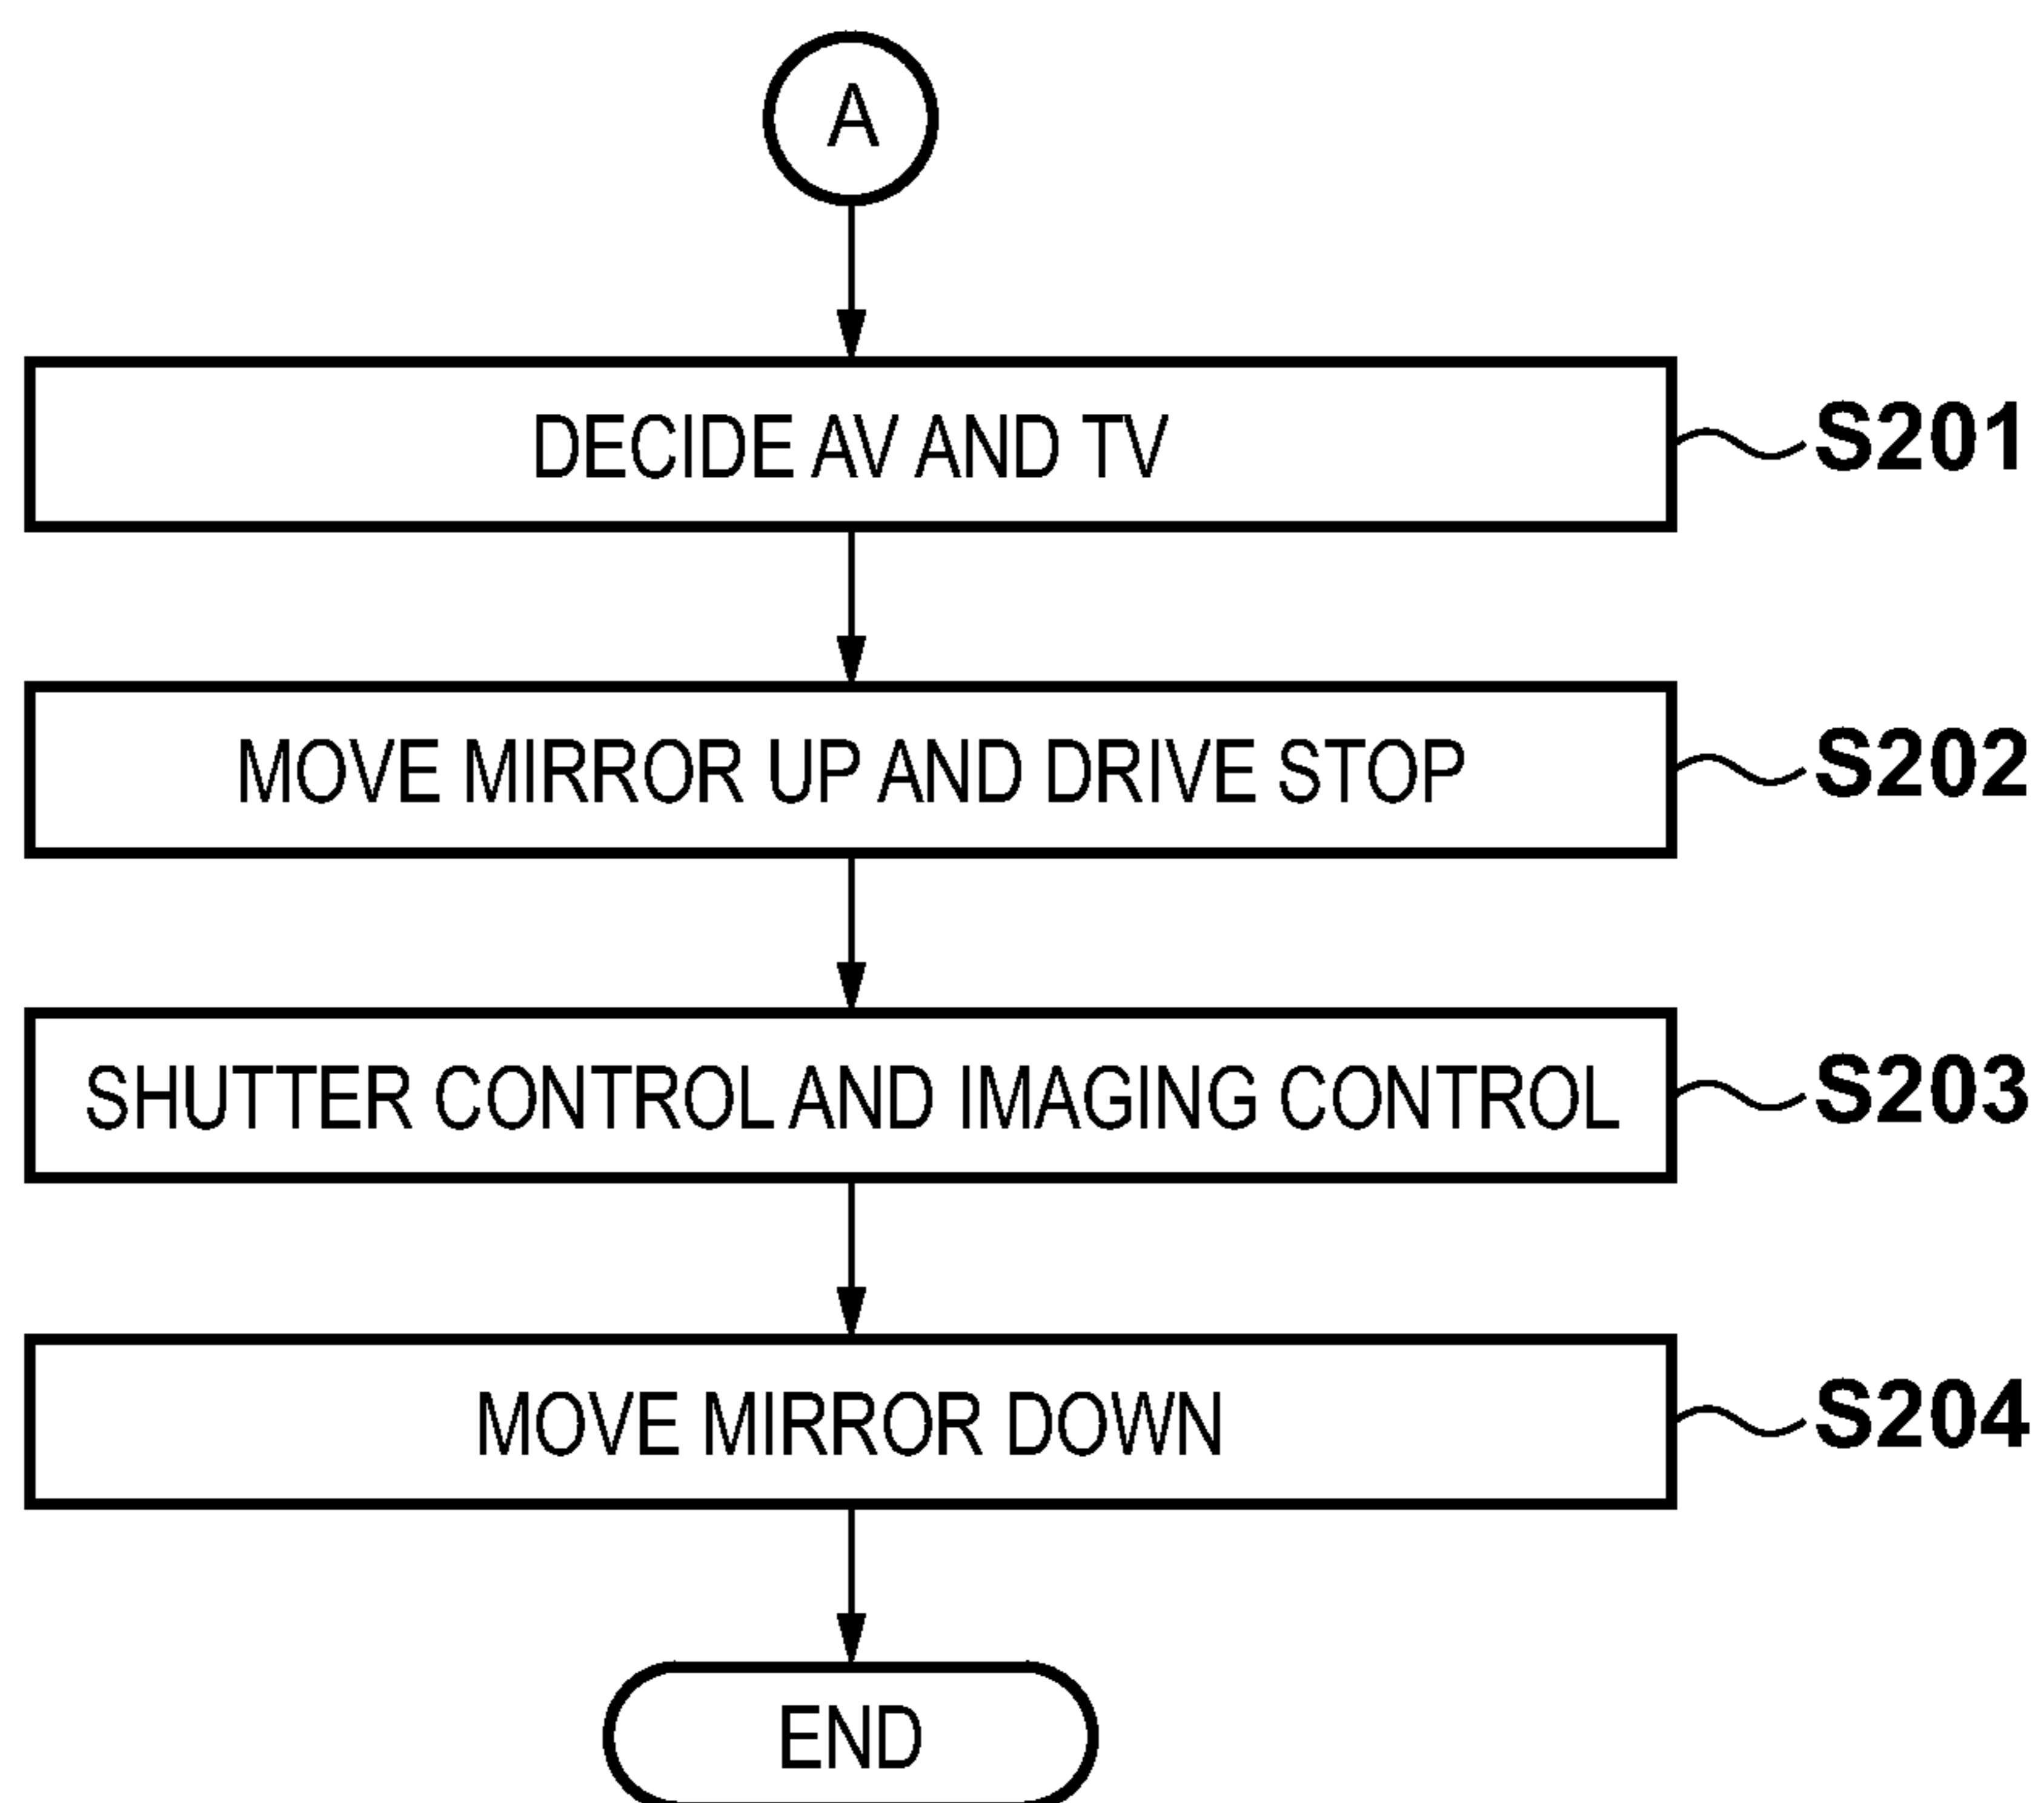 A
DECIDE AV AND TV
S201
MOVE MIRROR UP AND DRIVE STOP
S202
SHUTTER CONTROL AND IMAGING CONTROL
S203
MOVE MIRROR DOWN
S204
END